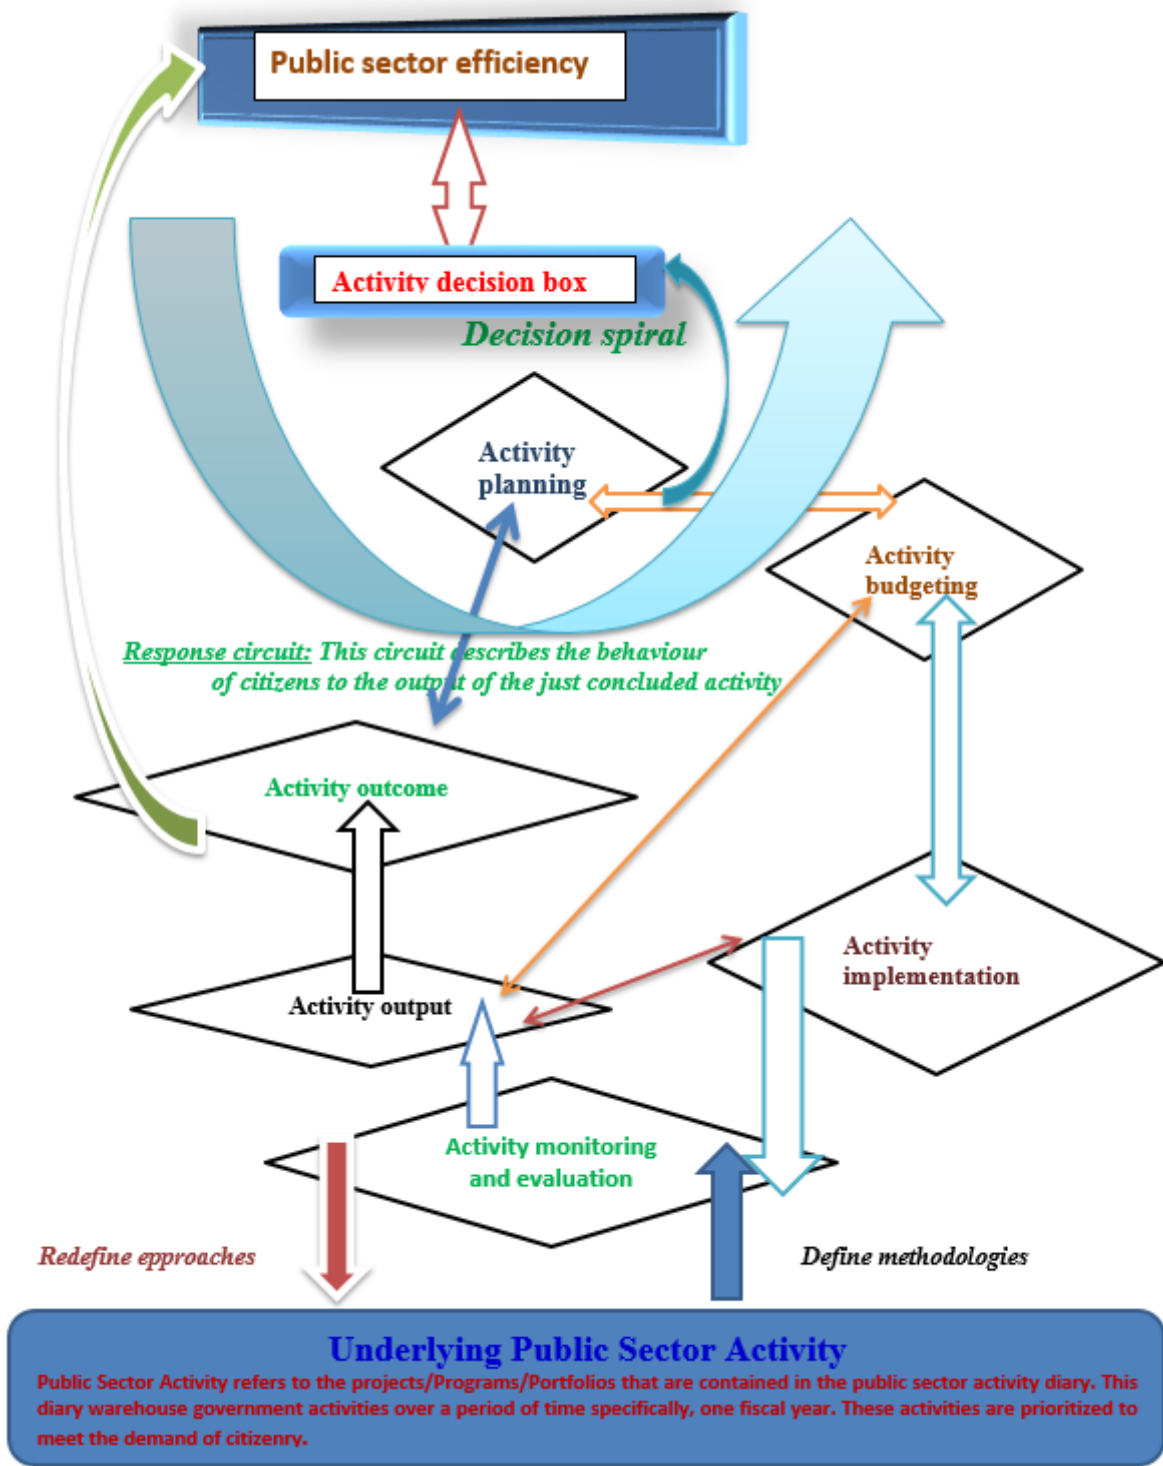 Public sector efficiency
Activity decision box
Decision spiral
Activity
planning
Activity
budgeting
Response circuit: This circuit describes the behaviour
of citizens to the output of the just concluded activity
Activity outcome
Activity
implementation
Activity output
Activity monitoring
and evaluation
Redefine epproaches
Define methodologies
Underlying Public Sector Activity
Public Sector Activity refers to the projects/Programs/Portfolios that are contained in the public sector activity diary. This
diary warehouse government activities over a period of time specifically, one fiscal year. These activities are prioritized to
meet the demand of citizenry.